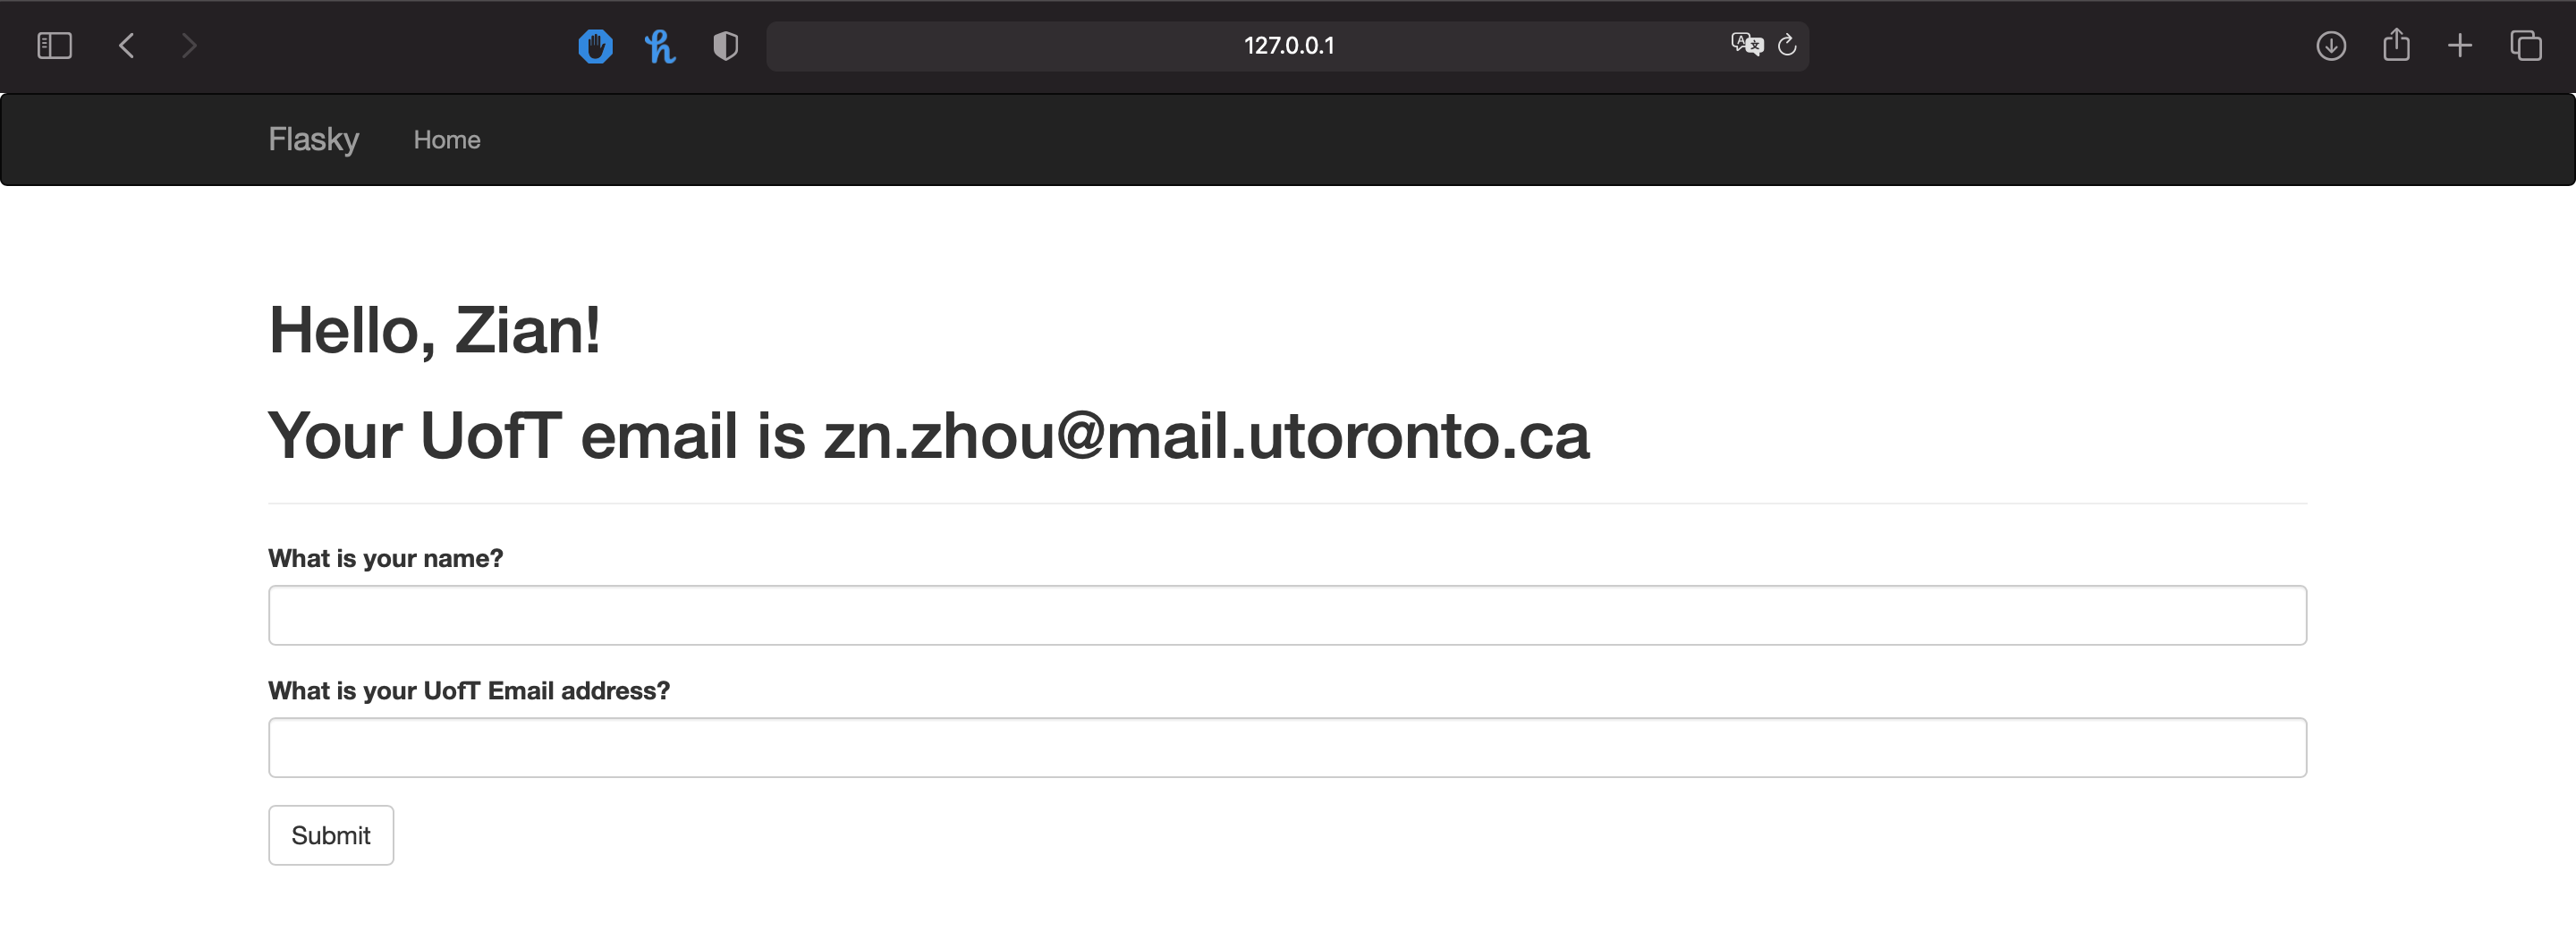 127.0.0.1
Flasky Home
Hello, Zian!
Your UofT email is zn.zhou@mail.utoronto.ca
What is your name?
What is your UofT Email address?
Submit